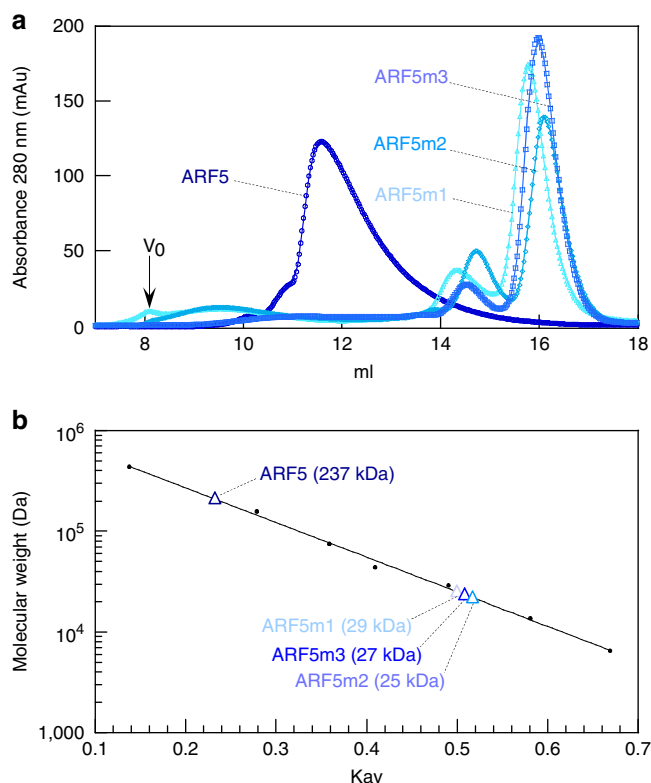 a
Absorbance 280 nm (mAu)
200
150
100
50
0
ARF5m3
ARF5m2
ARF5
ARF5m1
V0
8
10
12
14
16
18
ml
b
Molecular weight (Da)
10^6
10^5
10^4
1,000
ARF5 (237 kDa)
ARF5m1 (29 kDa)
ARF5m3 (27 kDa)
ARF5m2 (25 kDa)
0.1
0.2
0.3
0.4
0.5
0.6
0.7
Kav